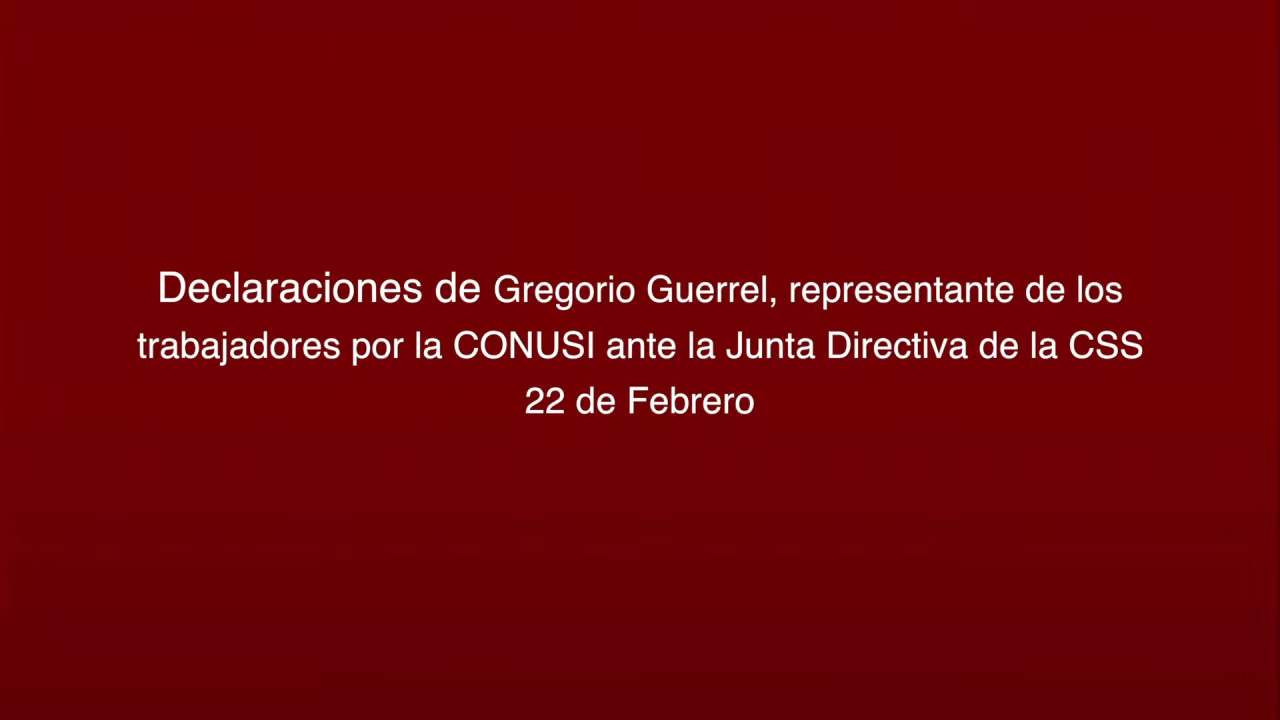 Declaraciones de Gregorio Guerrel, representante de los
trabajadores por la CONUSI ante la Junta Directiva de la CSS
22 de Febrero